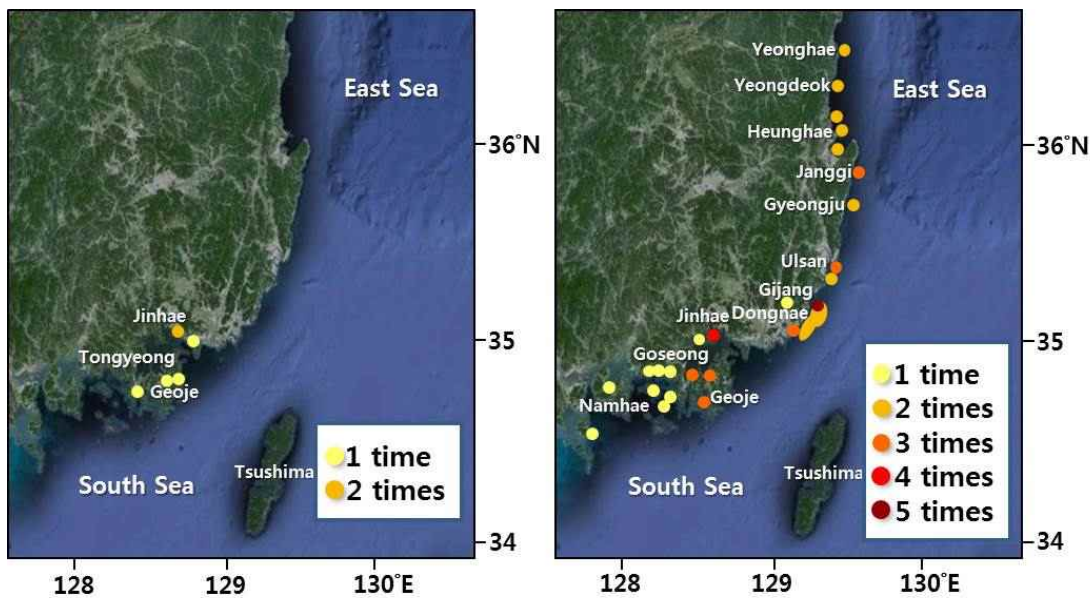 East Sea
Jinhae
Tongyeong
Geoje
South Sea
Tsushima
1 time
2 times
36°N
35
34
128
129
130°E
Yeonghae
East Sea
Yeongdeok
Heunghae
Janggi
Gyeongju
Ulsan
Gijang
Dongnae
Jinhae
Goseong
Geoje
Namhae
South Sea
Tsushima
1 time
2 times
3 times
4 times
5 times
36°N
35
34
128
129
130°E